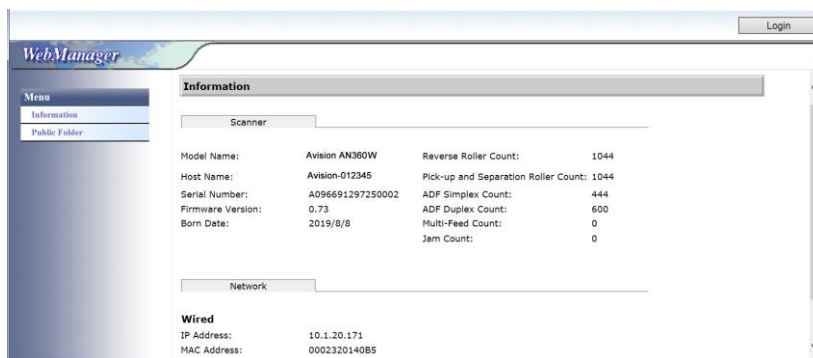 Login
WebManager
Menu
Information
Public Folder
Information
Scanner
Model Name: Avision AN360W Reverse Roller Count: 1044
Host Name: Avision-012345 Pick-up and Separation Roller Count: 1044
Serial Number: A096691297250002 ADF Simplex Count: 444
Firmware Version: 0.73 ADF Duplex Count: 600
Born Date: 2019/8/8 Multi-Feed Count: 0
Jam Count: 0
Network
Wired
IP Address: 10.1.20.171
MAC Address: 0002320140B5